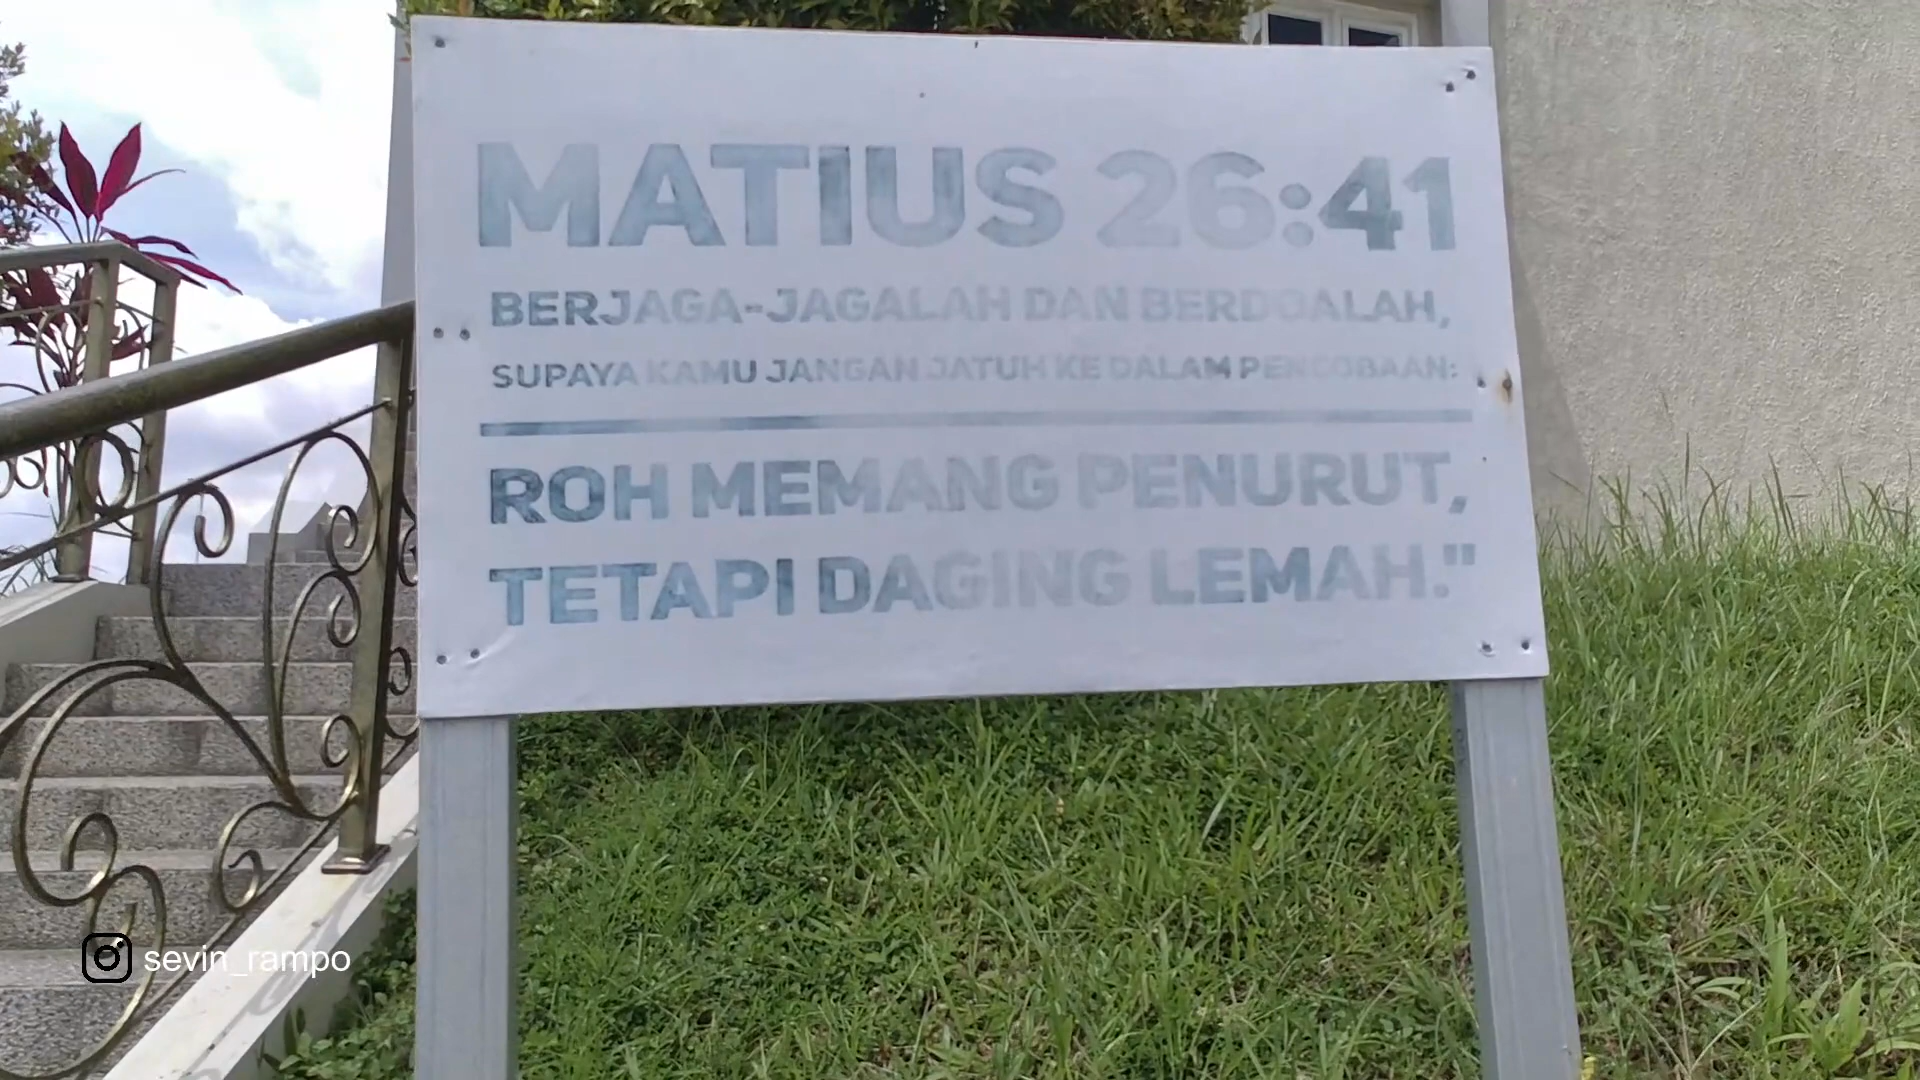 MATIUS 26:41
BERJAGA-JAGALAH DAN BERDOALAH,
SUPAYA KAMU JANGAN JATUH KE DALAM PENCOBAAN:
ROH MEMANG PENURUT,
TETAPI DAGING LEMAH."
sevin_rampo